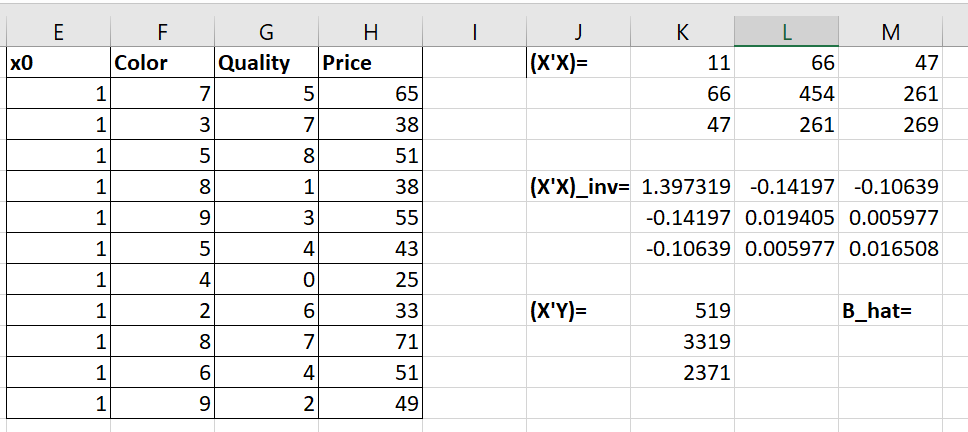 E F G H I J K L M
x0 Color Quality Price (X'X)= 11 66 47
1 7 5 65 66 454 261
1 3 7 38 47 261 269
1 5 8 51
1 8 1 38 (X'X)_inv= 1.397319 -0.14197 -0.10639
1 9 3 55 -0.14197 0.019405 0.005977
1 5 4 43 -0.10639 0.005977 0.016508
1 4 0 25
1 2 6 33 (X'Y)= 519 B_hat=
1 8 7 71 3319
1 6 4 51 2371
1 9 2 49